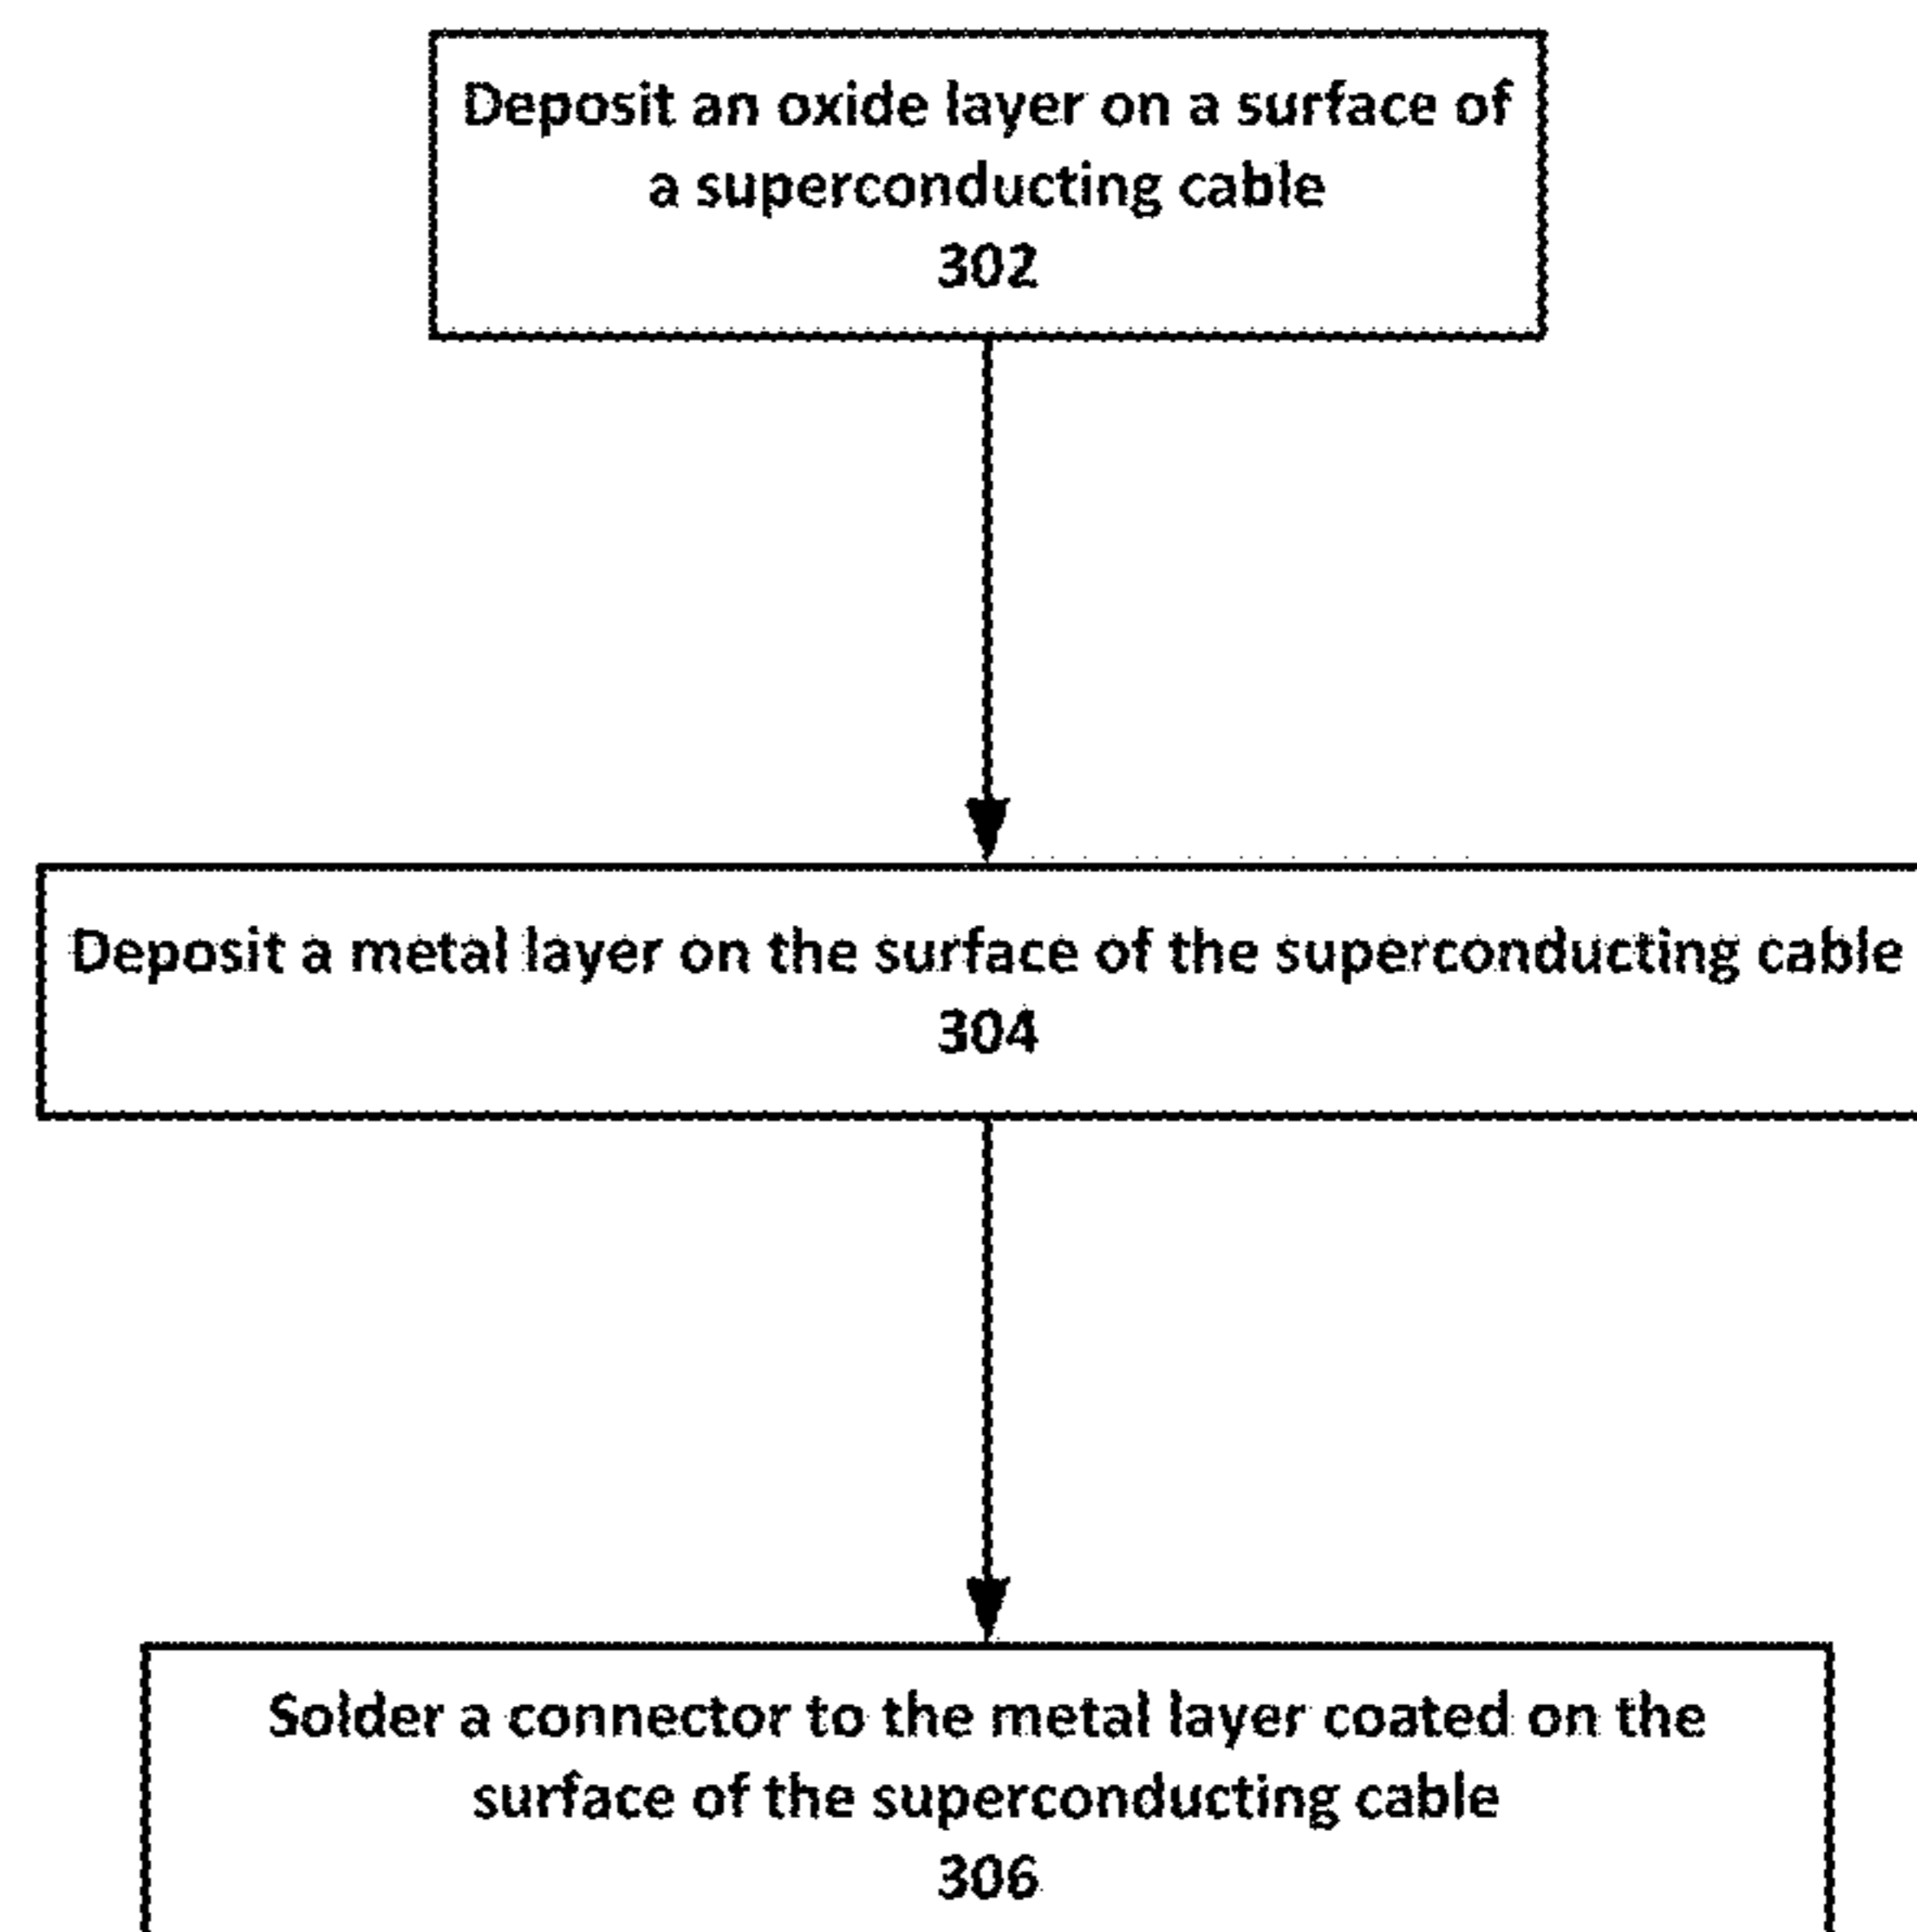 Deposit an oxide layer on a surface of
a superconducting cable
302
Deposit a metal layer on the surface of the superconducting cable
304
Solder a connector to the metal layer coated on the
surface of the superconducting cable
306